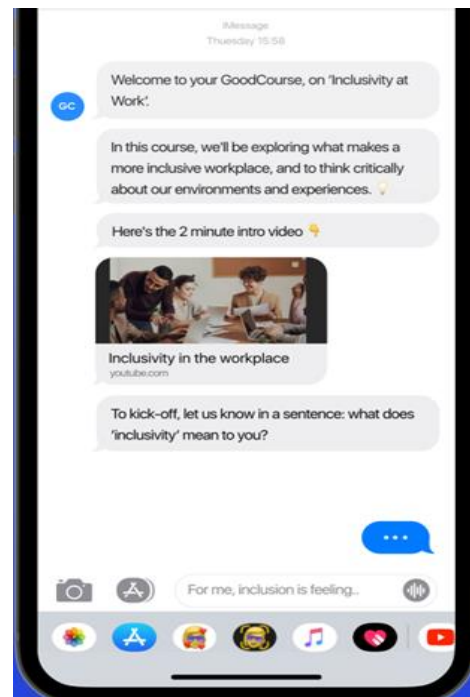 iMessage
Thuesday 15:58
Welcome to your GoodCourse, on 'Inclusivity at
Work'.
GC
In this course, we'll be exploring what makes a
more inclusive workplace, and to think critically
about our environments and experiences. 💡
Here's the 2 minute intro video 👇
Inclusivity in the workplace
youtube.com
To kick-off, let us know in a sentence: what does
'inclusivity' mean to you?
For me, inclusion is feeling..